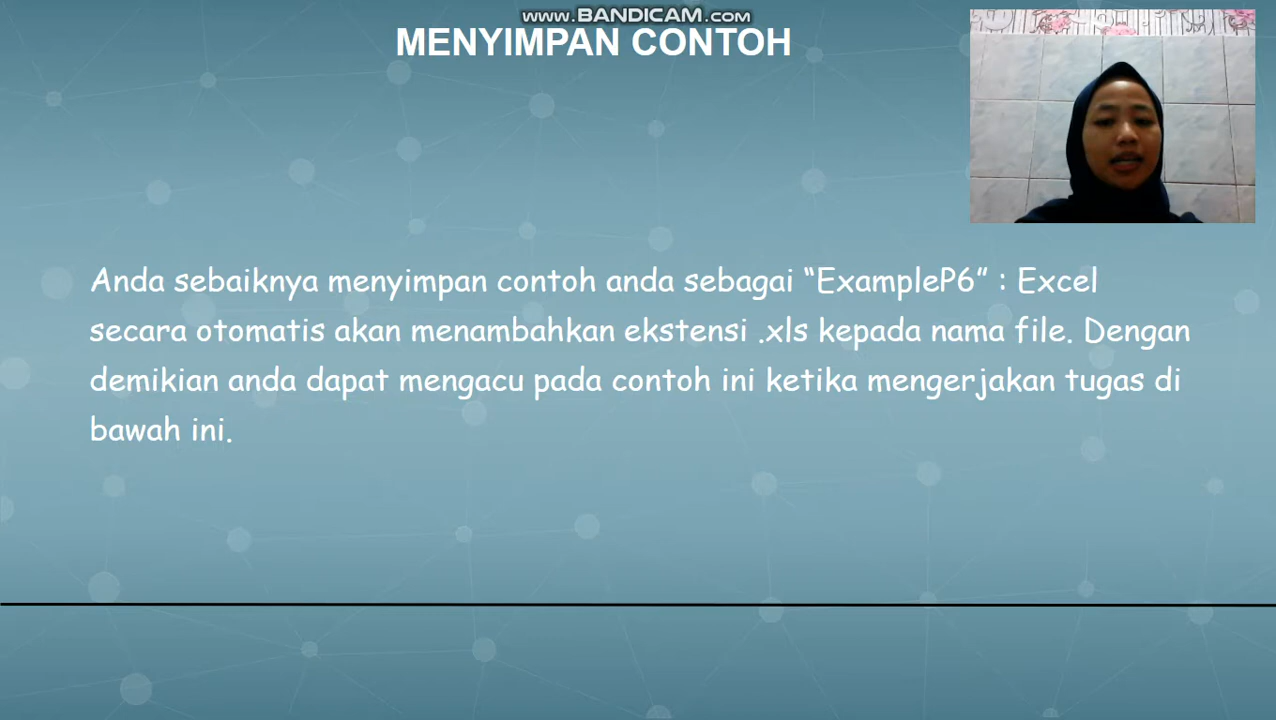 www.BANDICAM.com
MENYIMPAN CONTOH
Anda sebaiknya menyimpan contoh anda sebagai “ExampleP6” : Excel
secara otomatis akan menambahkan ekstensi .xls kepada nama file. Dengan
demikian anda dapat mengacu pada contoh ini ketika mengerjakan tugas di
bawah ini.